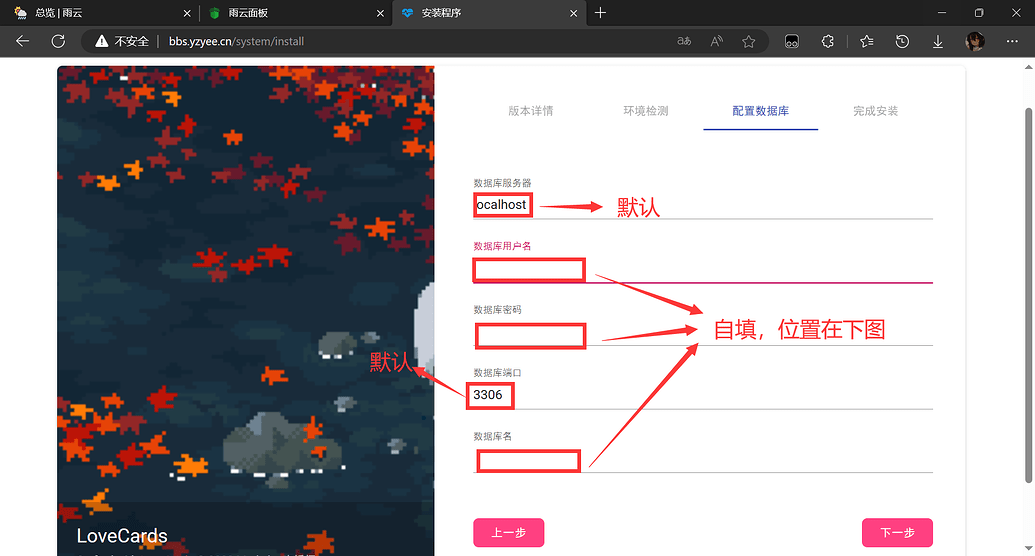 总览 | 雨云
雨云面板
安装程序
不安全 | bbs.yzyee.cn/system/install
版本详情
环境检测
配置数据库
完成安装
数据库服务器
ocalhost
默认
数据库用户名
数据库密码
自填，位置在下图
默认
数据库端口
3306
数据库名
LoveCards
上一步
下一步